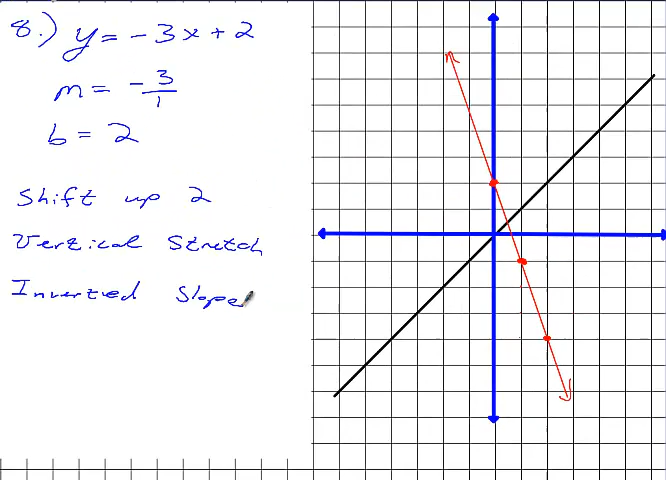 8.) y = -3x + 2
m = -3/1
b = 2
Shift up 2
Vertical Stretch
Inverted Slope